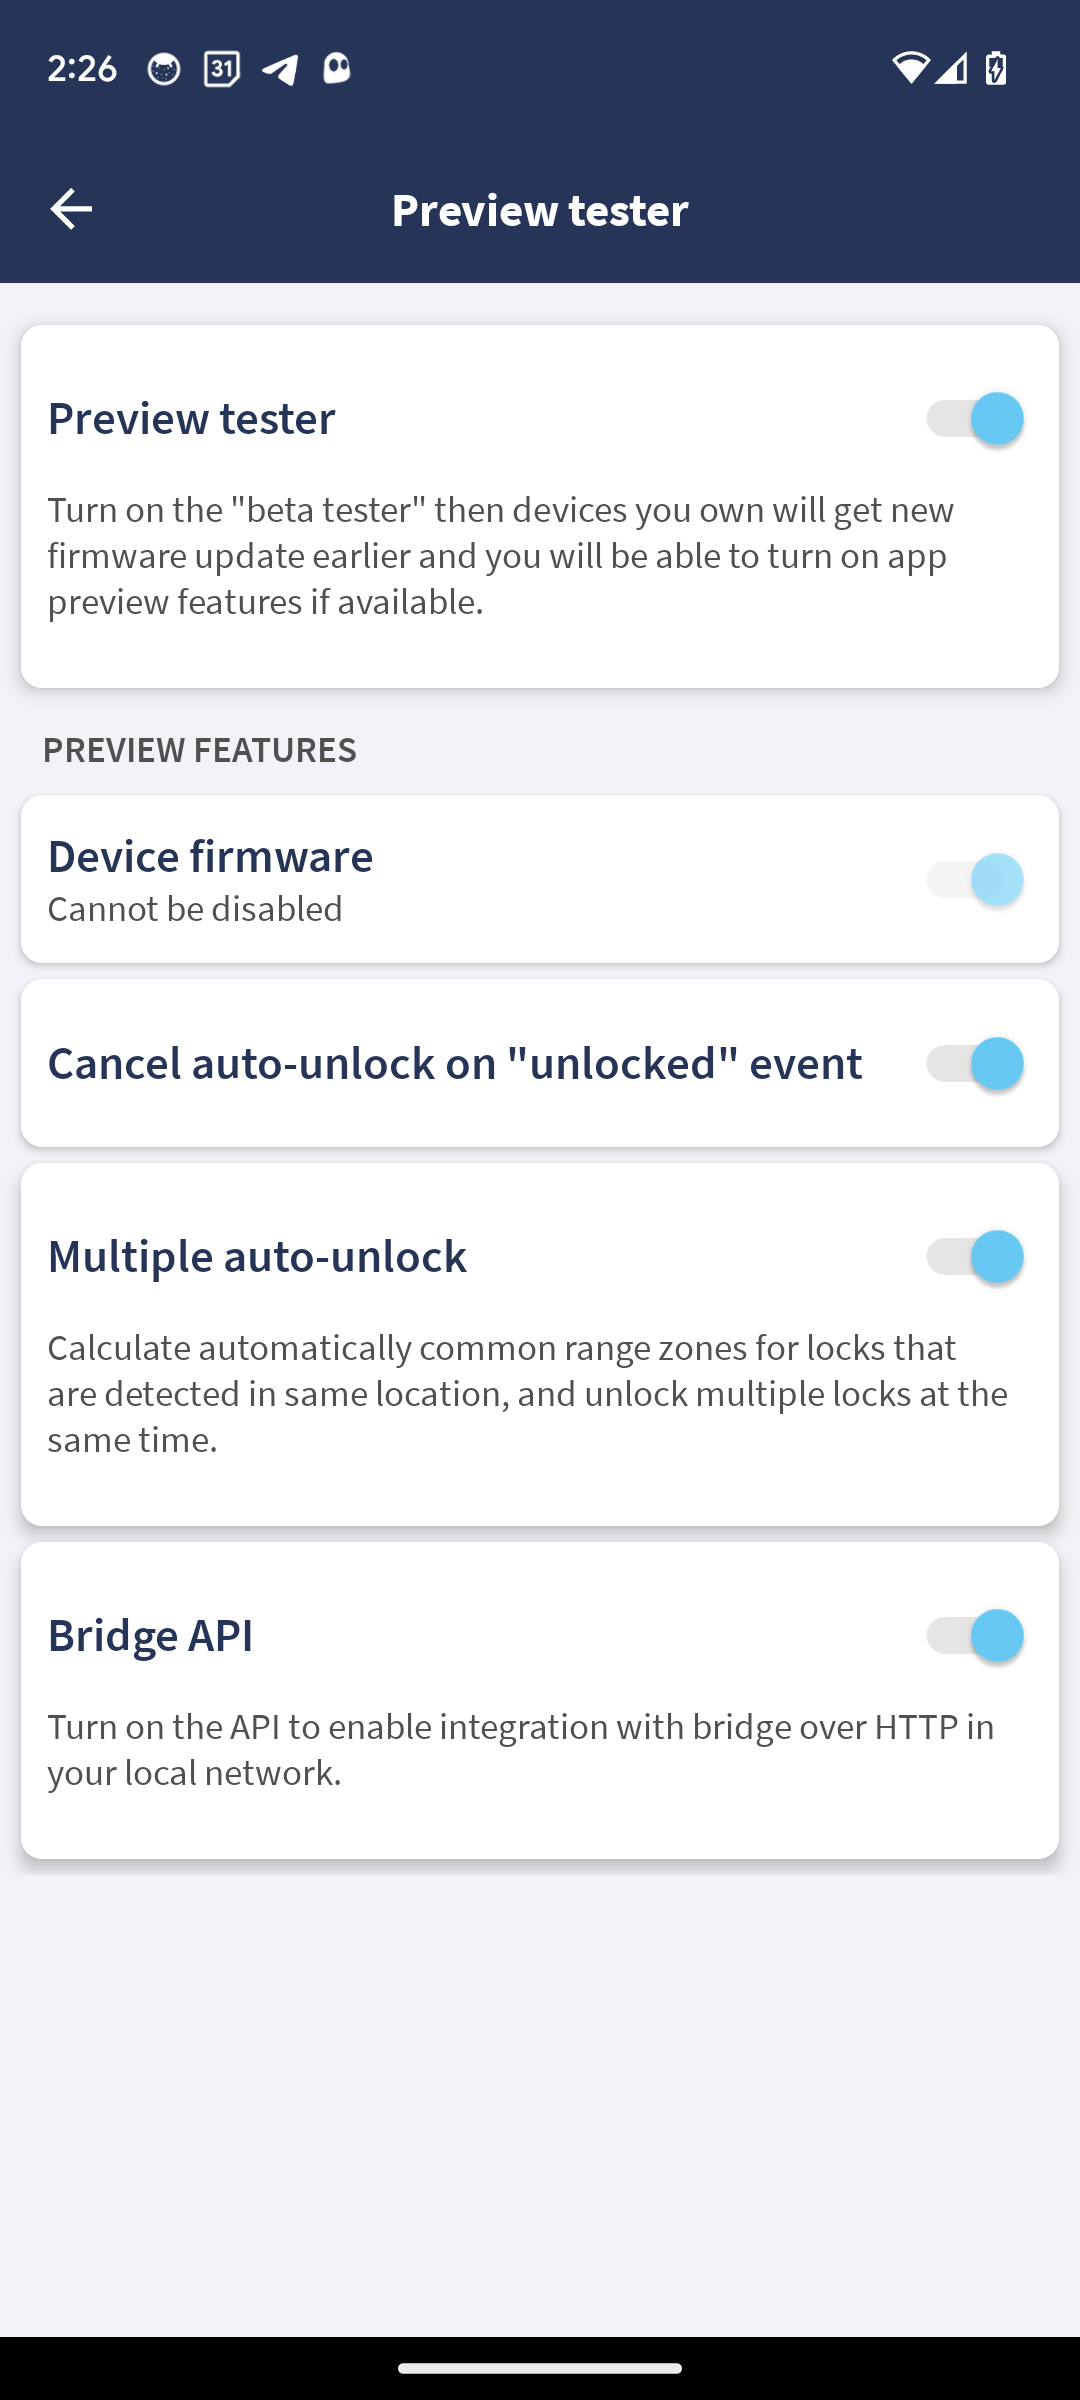 2:26
31
Preview tester
Preview tester
Turn on the "beta tester" then devices you own will get new
firmware update earlier and you will be able to turn on app
preview features if available.
PREVIEW FEATURES
Device firmware
Cannot be disabled
Cancel auto-unlock on "unlocked" event
Multiple auto-unlock
Calculate automatically common range zones for locks that
are detected in same location, and unlock multiple locks at the
same time.
Bridge API
Turn on the API to enable integration with bridge over HTTP in
your local network.